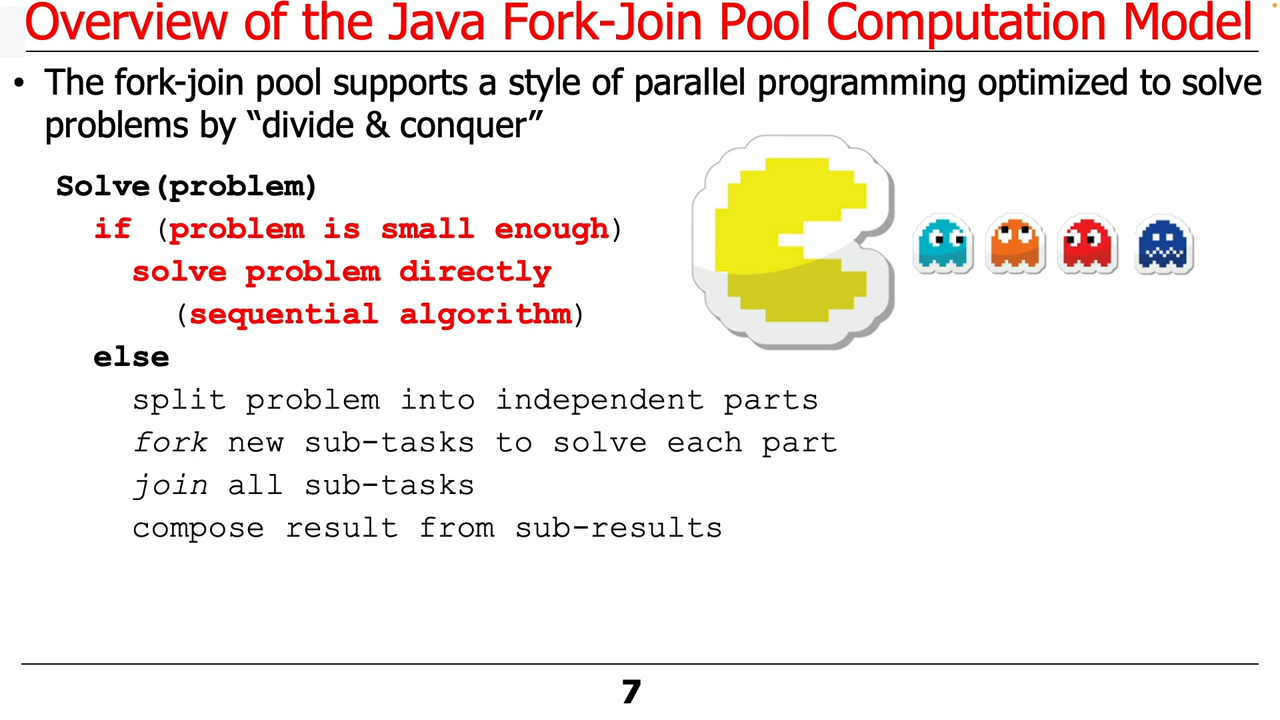 Overview of the Java Fork-Join Pool Computation Model
• The fork-join pool supports a style of parallel programming optimized to solve
problems by “divide & conquer”
Solve(problem)
if (problem is small enough)
solve problem directly
(sequential algorithm)
else
split problem into independent parts
fork new sub-tasks to solve each part
join all sub-tasks
compose result from sub-results
7